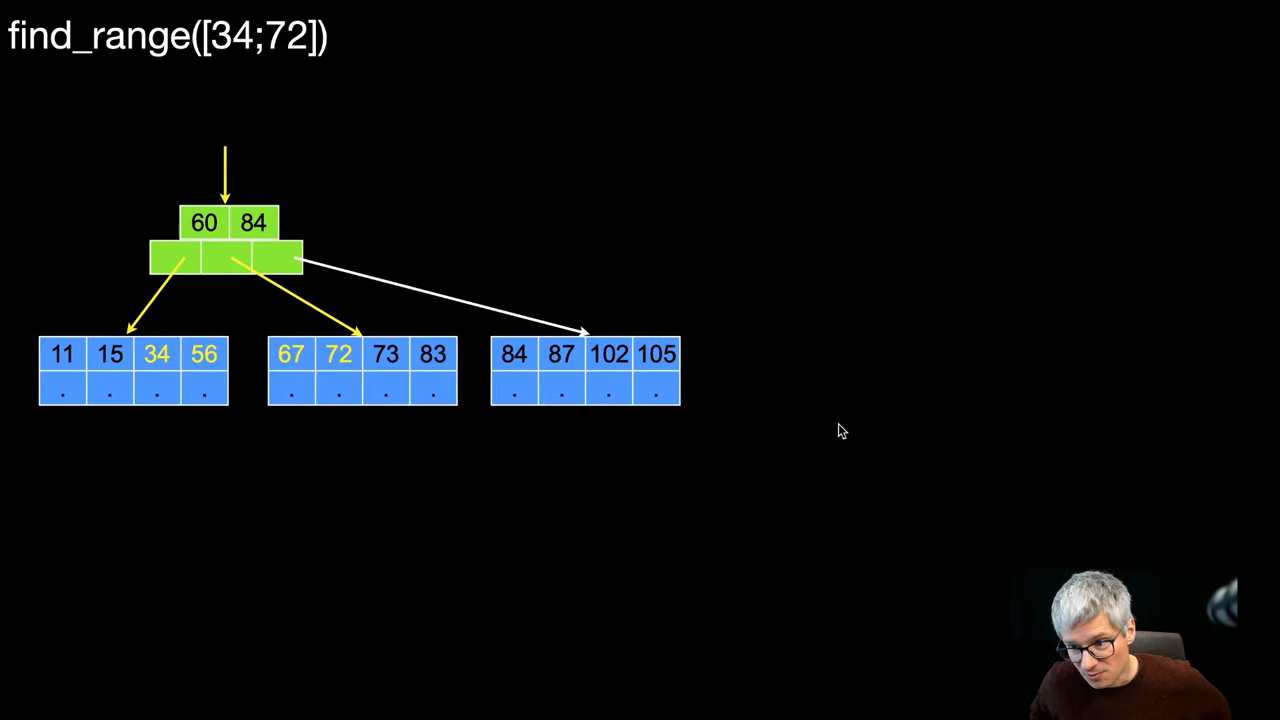 find_range([34;72])
60 84
11 15 34 56 67 72 73 83 84 87 102 105
. . . . . . . . . . . .